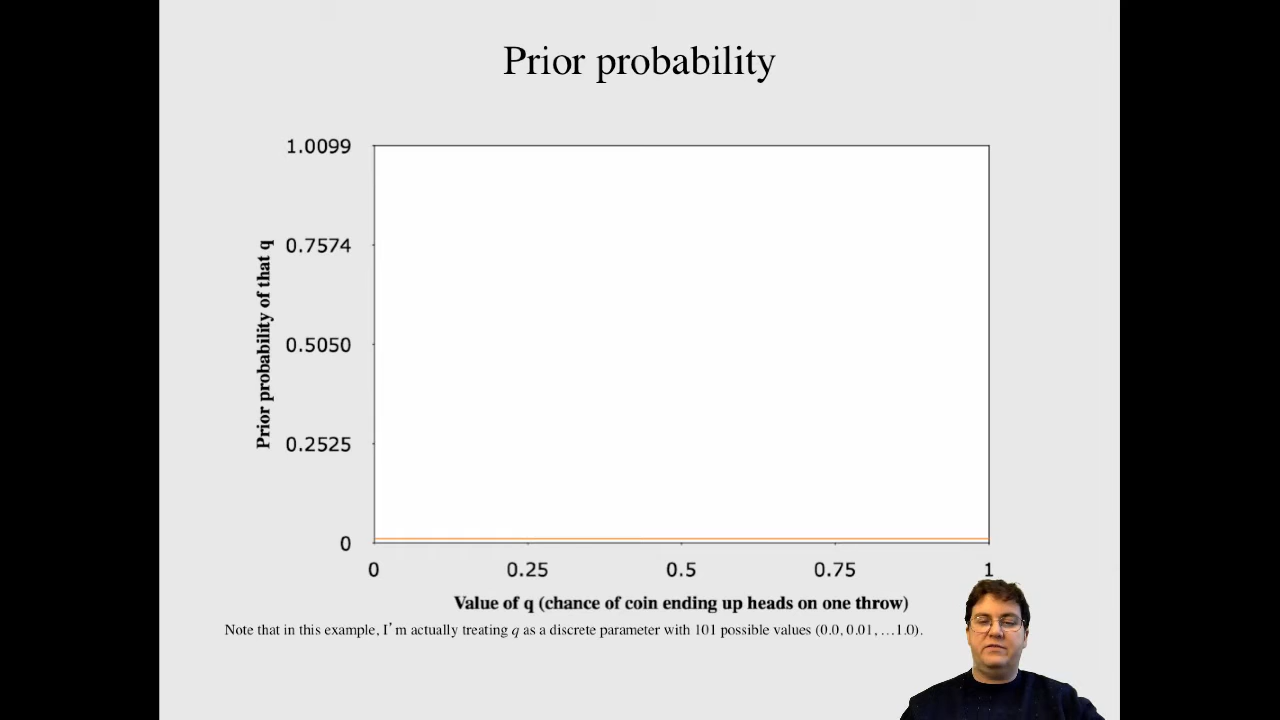 Prior probability
1.0099
0.7574
0.5050
0.2525
0
Prior probability of that q
0
0.25
0.5
0.75
1
Value of q (chance of coin ending up heads on one throw)
Note that in this example, I’m actually treating q as a discrete parameter with 101 possible values (0.0, 0.01, …1.0).